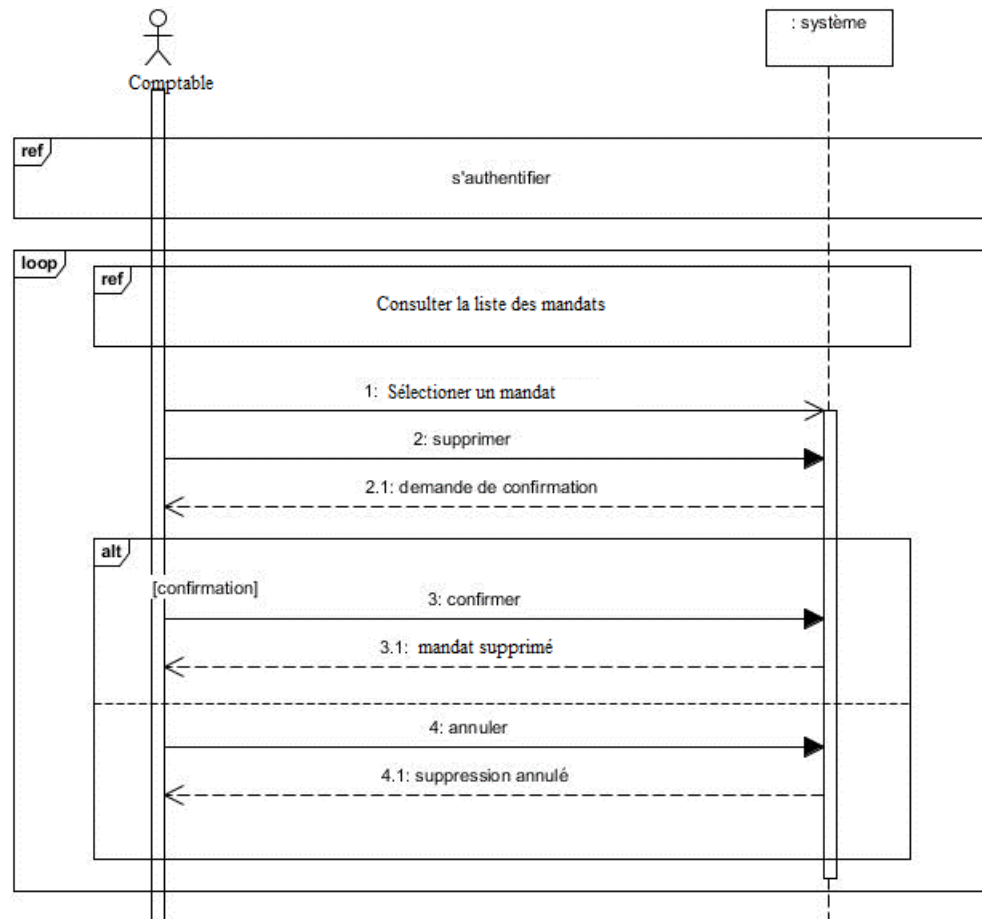 : système
Comptable
ref
s'authentifier
loop
ref
Consulter la liste des mandats
1: Sélectioner un mandat
2: supprimer
2.1: demande de confirmation
alt
[confirmation]
3: confirmer
3.1: mandat supprimé
4: annuler
4.1: suppression annulé